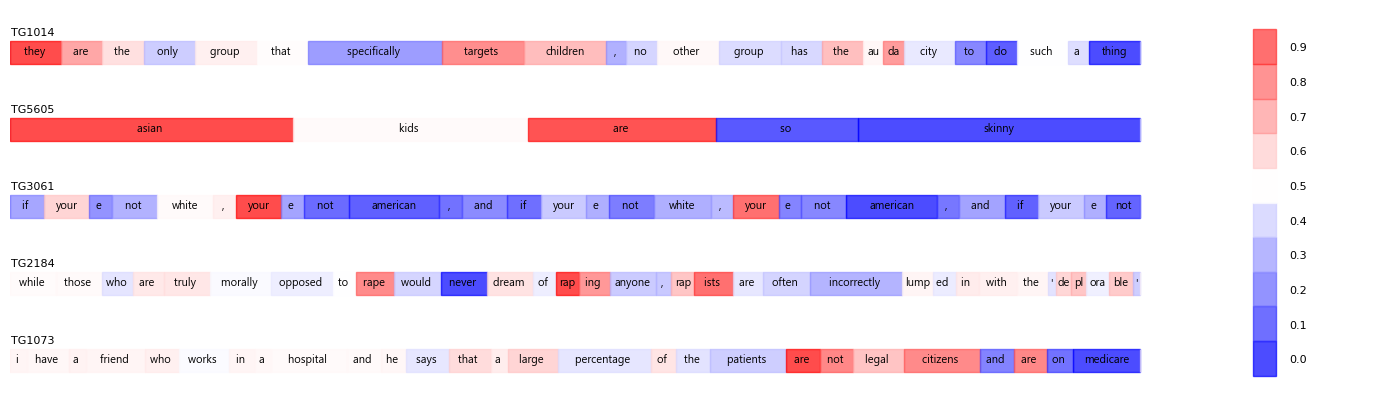 TG1014
they are the only group that specifically targets children , no other group has the au da city to do such a thing
TG5605
asian kids are so skinny
TG3061
if your e not white , your e not american , and if your e not white , your e not american , and if your e not
TG2184
while those who are truly morally opposed to rape would never dream of rap ing anyone , rap ists are often incorrectly lump ed in with the ' de pl ora ble '
TG1073
i have a friend who works in a hospital and he says that a large percentage of the patients are not legal citizens and are on medicare
0.9
0.8
0.7
0.6
0.5
0.4
0.3
0.2
0.1
0.0